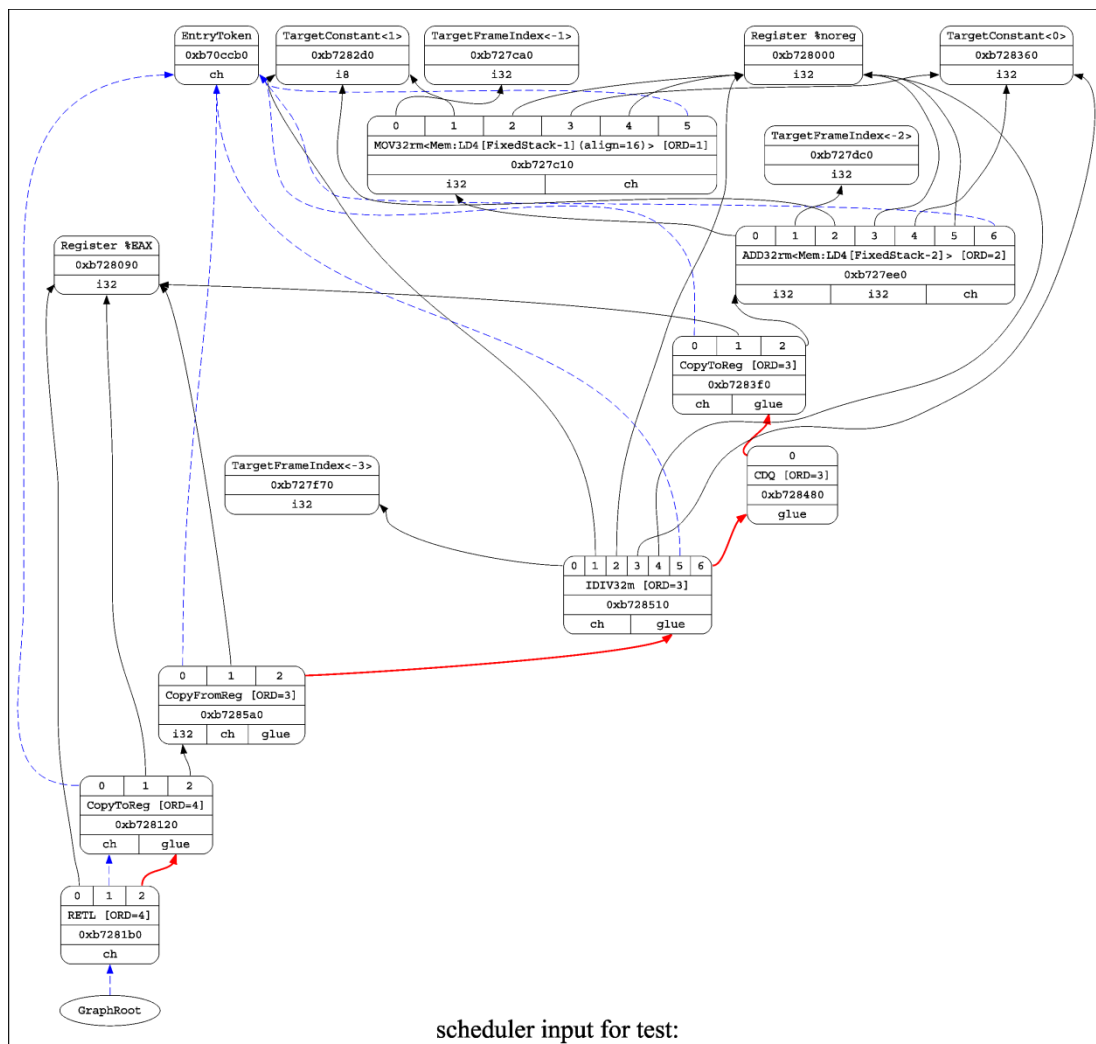 EntryToken
0xb70ccb0
ch
TargetConstant<1>
0xb7282d0
i8
TargetFrameIndex<-1>
0xb727ca0
i32
Register %noreg
0xb728000
i32
TargetConstant<0>
0xb728360
i32
0 1 2 3 4 5
MOV32rm<Mem:LD4[FixedStack-1](align=16)> [ORD=1]
0xb727c10
i32 ch
TargetFrameIndex<-2>
0xb727dc0
i32
0 1 2 3 4 5 6
ADD32rm<Mem:LD4[FixedStack-2]> [ORD=2]
0xb727ee0
i32 i32 ch
Register %EAX
0xb728090
i32
0 1 2
CopyToReg [ORD=3]
0xb7283f0
ch glue
0
CDQ [ORD=3]
0xb728480
glue
TargetFrameIndex<-3>
0xb727f70
i32
0 1 2 3 4 5 6
IDIV32m [ORD=3]
0xb728510
ch glue
0 1 2
CopyFromReg [ORD=3]
0xb7285a0
i32 ch glue
0 1 2
CopyToReg [ORD=4]
0xb728120
ch glue
0 1 2
RETL [ORD=4]
0xb7281b0
ch
GraphRoot
scheduler input for test: